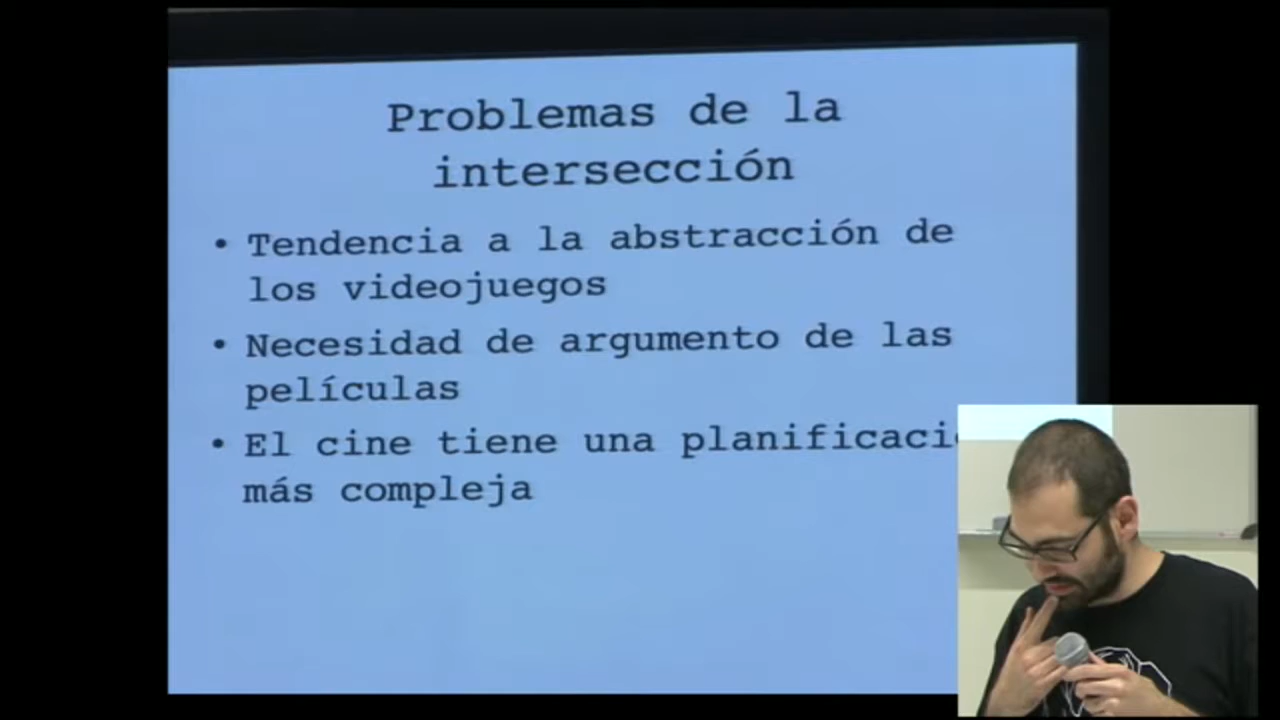 Problemas de la
intersección
• Tendencia a la abstracción de
los videojuegos
• Necesidad de argumento de las
películas
• El cine tiene una
más compleja